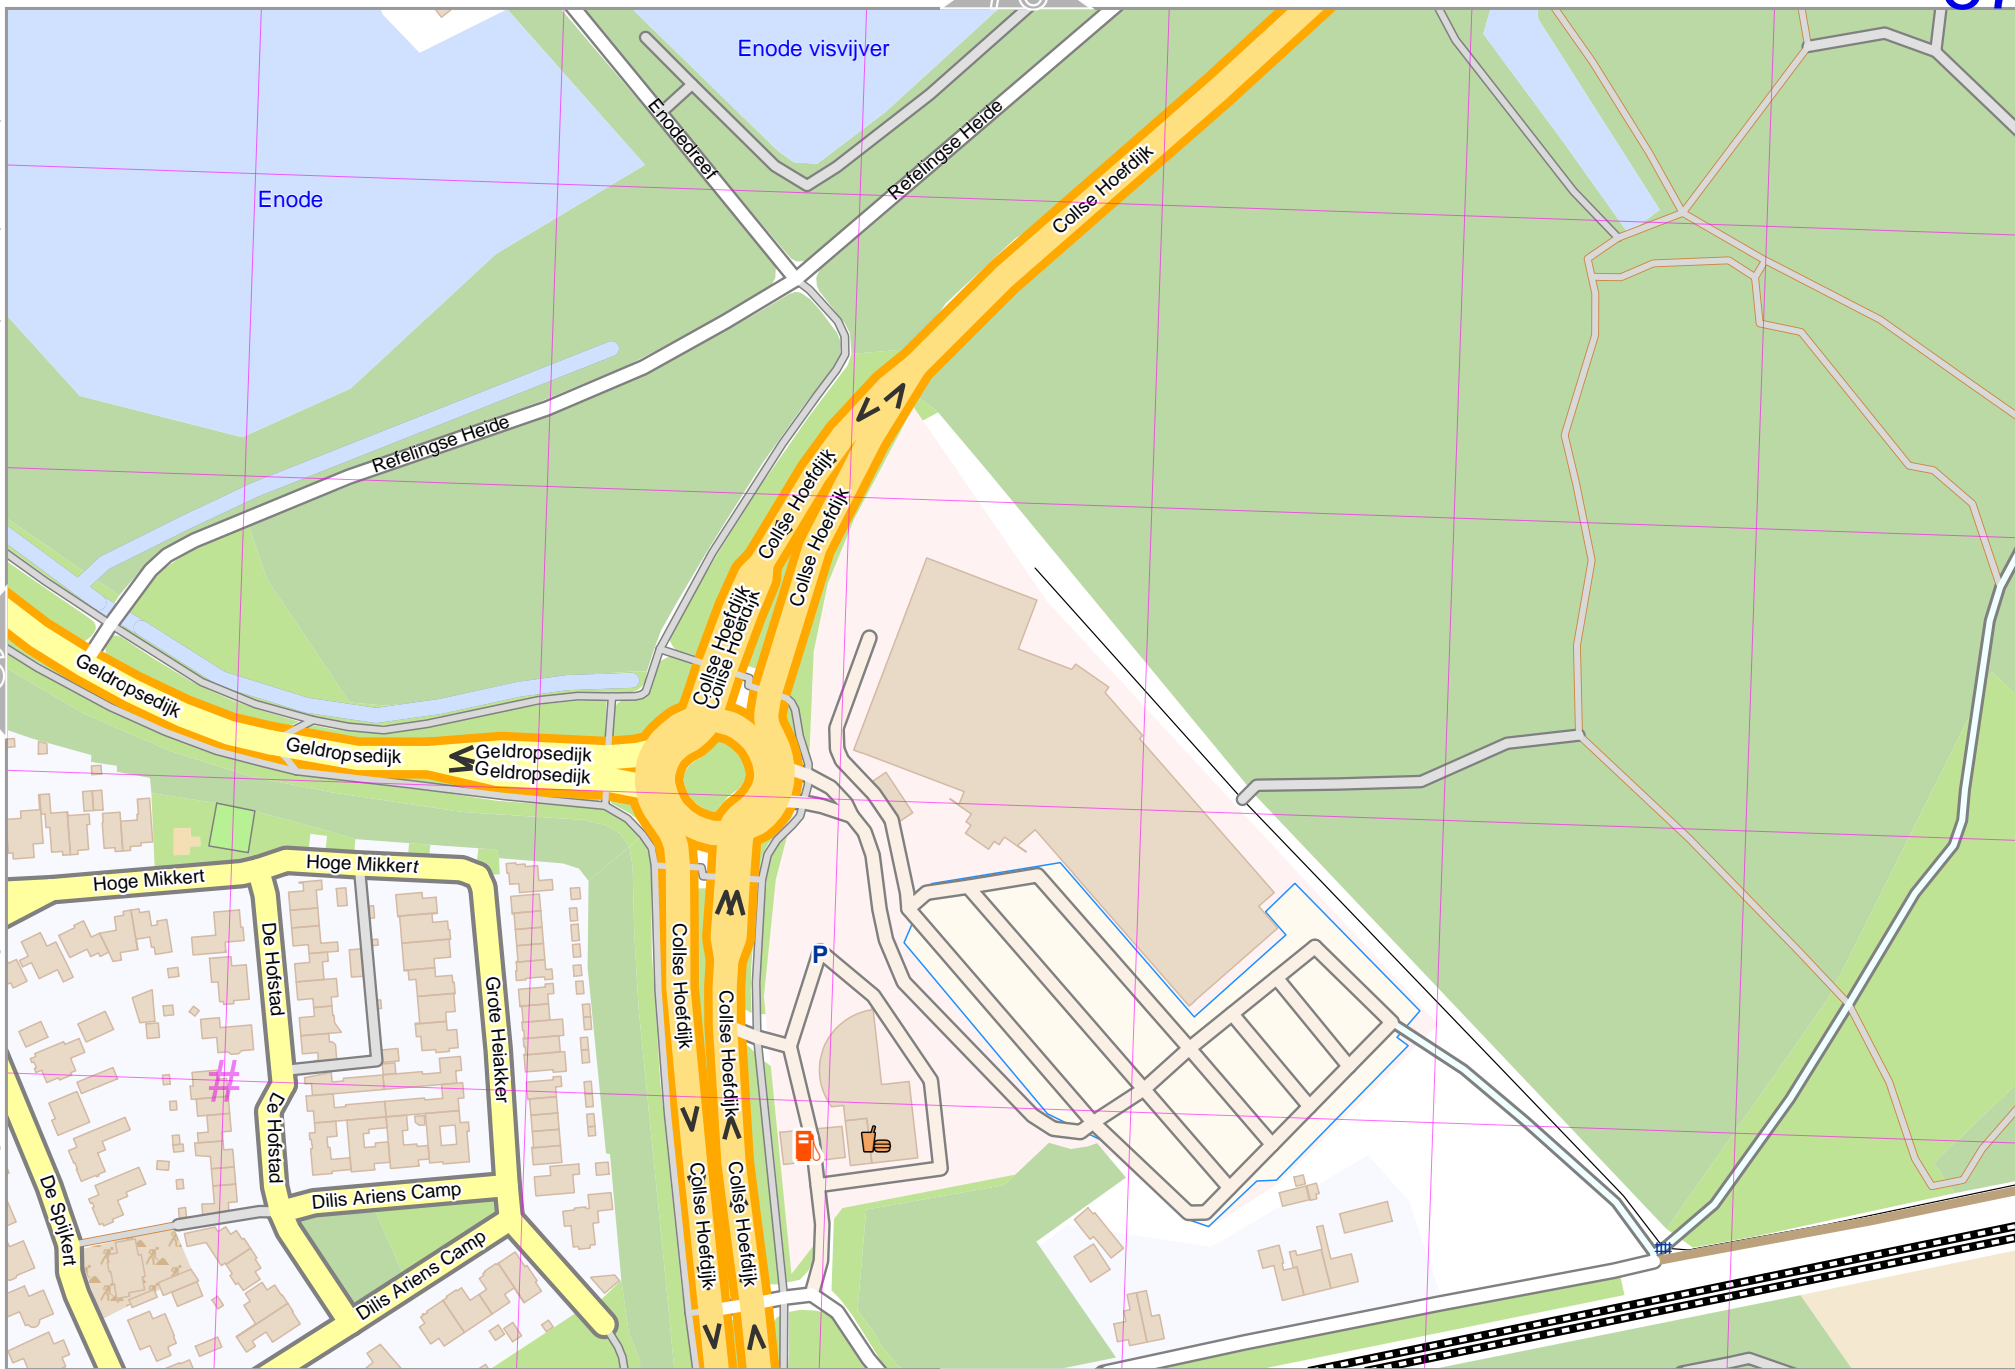 Enode visvijver
Enodedreef
Refelingse Heide
Collse Hoefdijk
Enode
Refelingse Heide
Collse Hoefdijk
Collse Hoefdijk
Collse Hoefdijk
Collse Hoefdijk
Geldropsedijk
Geldropsedijk
Geldropsedijk
Geldropsedijk
Hoge Mikkert
Hoge Mikkert
De Hofstad
Collse Hoefdijk
P
Grote Heiakker
Collse Hoefdijk
#
De Hofstad
De Spijkert
Dilis Ariens Camp
Collse Hoefdijk
Collse Hoefdijk
Dilis Ariens Camp